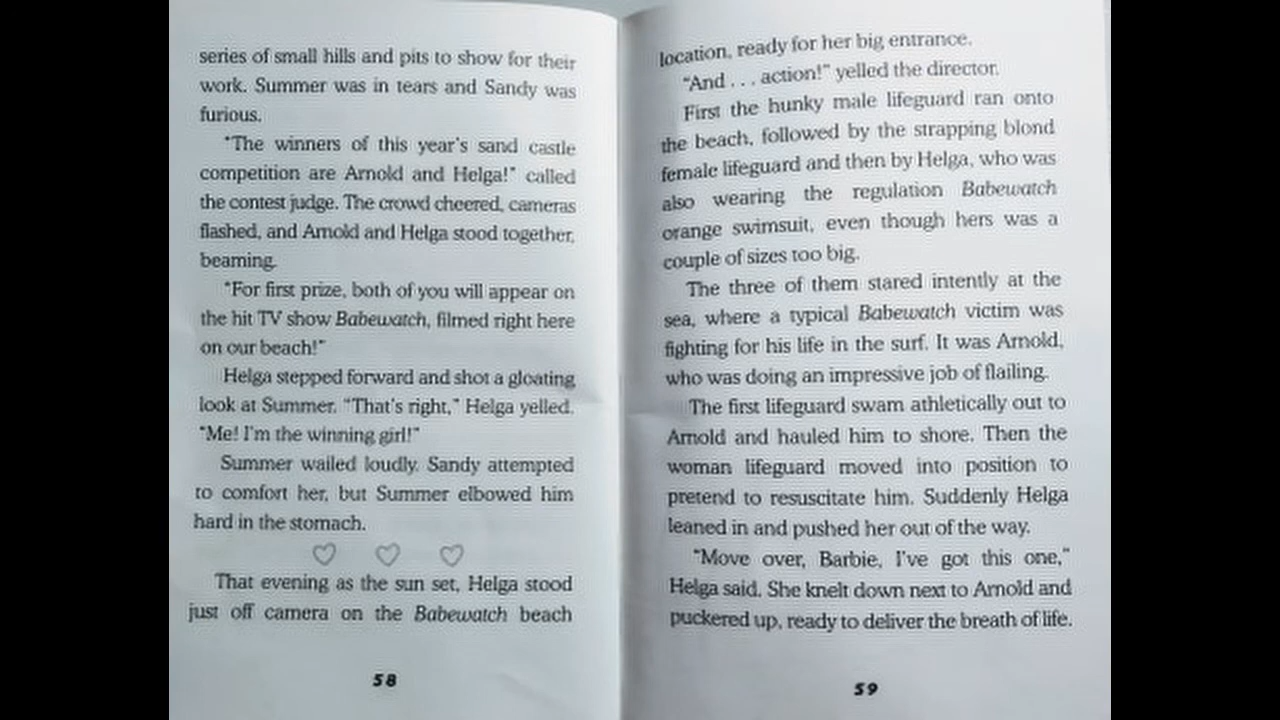 series of small hills and pits to show for their
work. Summer was in tears and Sandy was
furious.
"The winners of this year's sand castle
competition are Arnold and Helga!" called
the contest judge. The crowd cheered, cameras
flashed, and Arnold and Helga stood together,
beaming.
"For first prize, both of you will appear on
the hit TV show Babewatch, filmed right here
on our beach!"
Helga stepped forward and shot a gloating
look at Summer. "That's right," Helga yelled.
"Me! I'm the winning girl!"
Summer wailed loudly. Sandy attempted
to comfort her, but Summer elbowed him
hard in the stomach.
That evening as the sun set, Helga stood
just off camera on the Babewatch beach
58
location, ready for her big entrance.
"And . . . action!" yelled the director.
First the hunky male lifeguard ran onto
the beach, followed by the strapping blond
female lifeguard and then by Helga, who was
also wearing the regulation Babewatch
orange swimsuit, even though hers was a
couple of sizes too big.
The three of them stared intently at the
sea, where a typical Babewatch victim was
fighting for his life in the surf. It was Arnold,
who was doing an impressive job of flailing.
The first lifeguard swam athletically out to
Arnold and hauled him to shore. Then the
woman lifeguard moved into position to
pretend to resuscitate him. Suddenly Helga
leaned in and pushed her out of the way.
"Move over, Barbie, I've got this one,"
Helga said. She knelt down next to Arnold and
puckered up, ready to deliver the breath of life.
59